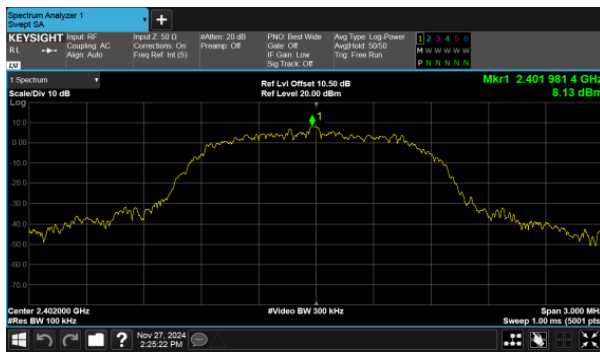 Spectrum Analyzer 1
Swept SA
KEYSIGHT Input: RF Input Z: 50 Ω #Atten: 20 dB PNO: Best Wide Avg Type: Log-Power 1 2 3 4 5 6
RL Coupling: AC Corrections: On Preamp: Off Gate: Off Avg|Hold: 50/50 M W W W W W
Align: Auto Freq Ref: Int (S) IF Gain: Low Trig: Free Run P N N N N N
LXI Sig Track: Off
1 Spectrum Ref Lvl Offset 10.50 dB Mkr1 2.401 981 4 GHz
Scale/Div 10 dB Ref Level 20.00 dBm 8.13 dBm
Log
1
10.0
0.00
-10.0
-20.0
-30.0
-40.0
-50.0
-60.0
-70.0
Center 2.402000 GHz #Video BW 300 kHz Span 3.000 MHz
#Res BW 100 kHz Sweep 1.00 ms (5001 pts)
? Nov 27, 2024
2:25:22 PM